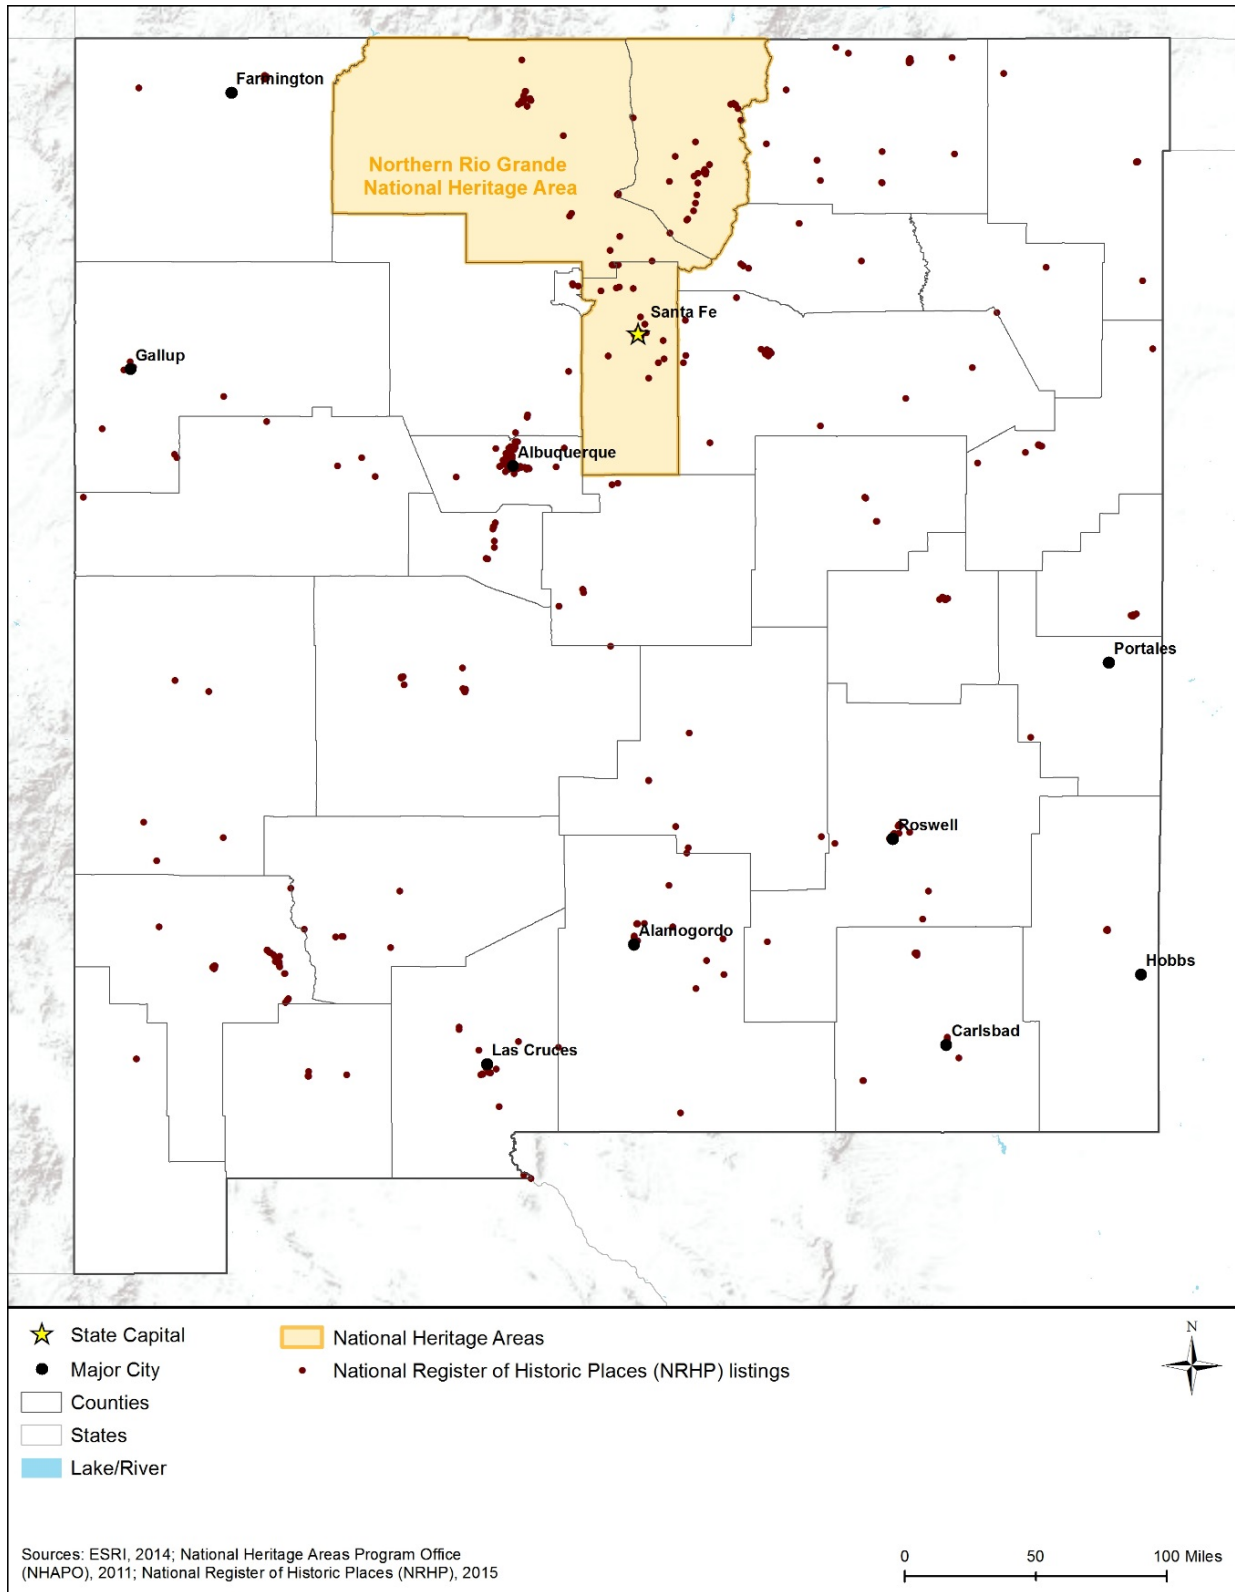 Farmington
Northern Rio Grande
National Heritage Area
Santa Fe
Gallup
Albuquerque
Portales
Roswell
Alamogordo
Hobbs
Carlsbad
Las Cruces
State Capital
Major City
Counties
States
Lake/River
National Heritage Areas
National Register of Historic Places (NRHP) listings
N
Sources: ESRI, 2014; National Heritage Areas Program Office
(NHAPO), 2011; National Register of Historic Places (NRHP), 2015
0 50 100 Miles